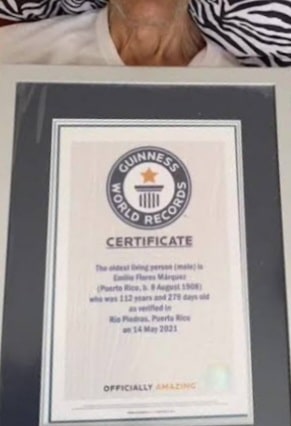 GUINNESS
WORLD RECORDS
CERTIFICATE
The oldest living person (male) is
Emilio Flores Márquez
(Puerto Rico, b. 8 August 1908)
who was 112 years and 279 days old
as verified in
Río Piedras, Puerto Rico
on 14 May 2021
OFFICIALLY AMAZING